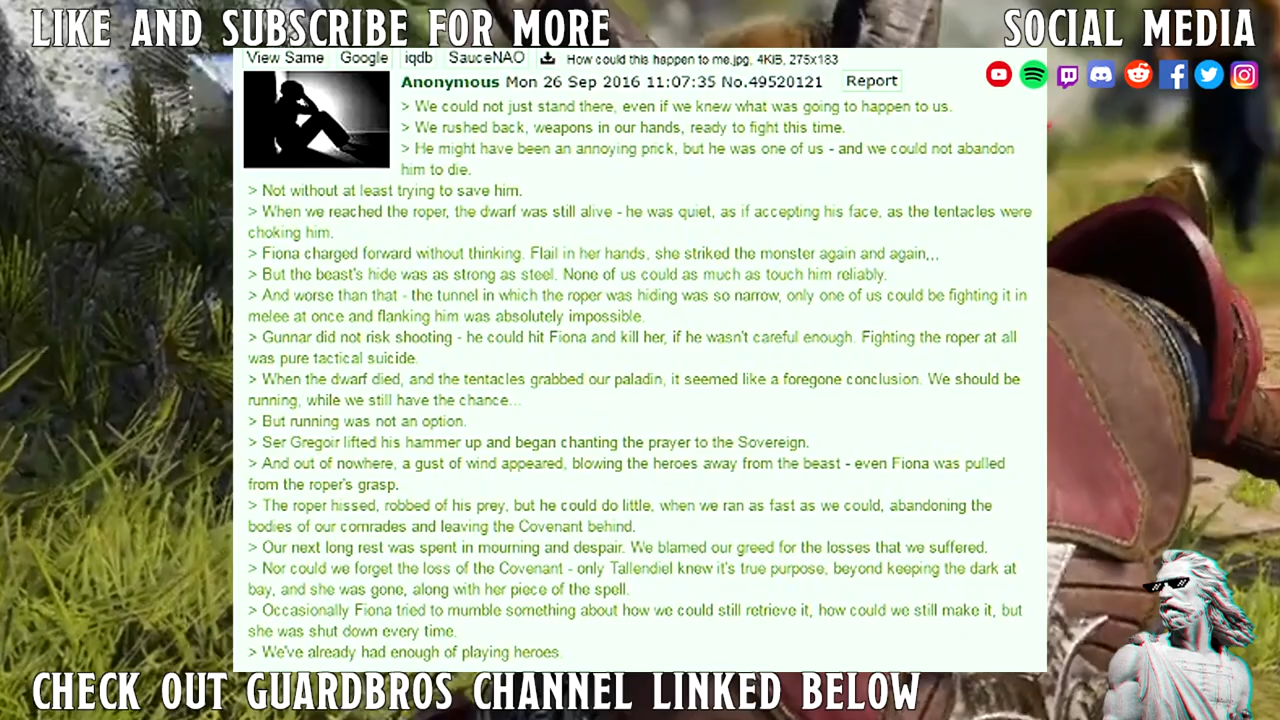 LIKE AND SUBSCRIBE FOR MORE
SOCIAL MEDIA
View Same Google iqdb SauceNAO How could this happen to me.jpg, 4KiB, 275x183
Anonymous Mon 26 Sep 2016 11:07:35 No.49520121 Report
> We could not just stand there, even if we knew what was going to happen to us.
> We rushed back, weapons in our hands, ready to fight this time.
> He might have been an annoying prick, but he was one of us - and we could not abandon
him to die.
> Not without at least trying to save him.
> When we reached the roper, the dwarf was still alive - he was quiet, as if accepting his face, as the tentacles were
choking him.
> Fiona charged forward without thinking. Flail in her hands, she striked the monster again and again,,,
> But the beast's hide was as strong as steel. None of us could as much as touch him reliably.
> And worse than that - the tunnel in which the roper was hiding was so narrow, only one of us could be fighting it in
melee at once and flanking him was absolutely impossible.
> Gunnar did not risk shooting - he could hit Fiona and kill her, if he wasn't careful enough. Fighting the roper at all
was pure tactical suicide.
> When the dwarf died, and the tentacles grabbed our paladin, it seemed like a foregone conclusion. We should be
running, while we still have the chance...
> But running was not an option.
> Ser Gregoir lifted his hammer up and began chanting the prayer to the Sovereign.
> And out of nowhere, a gust of wind appeared, blowing the heroes away from the beast - even Fiona was pulled
from the roper's grasp.
> The roper hissed, robbed of his prey, but he could do little, when we ran as fast as we could, abandoning the
bodies of our comrades and leaving the Covenant behind.
> Our next long rest was spent in mourning and despair. We blamed our greed for the losses that we suffered.
> Nor could we forget the loss of the Covenant - only Tallendiel knew it's true purpose, beyond keeping the dark at
bay, and she was gone, along with her piece of the spell.
> Occasionally Fiona tried to mumble something about how we could still retrieve it, how could we still make it, but
she was shut down every time.
> We've already had enough of playing heroes.
CHECK OUT GUARDBROS CHANNEL LINKED BELOW